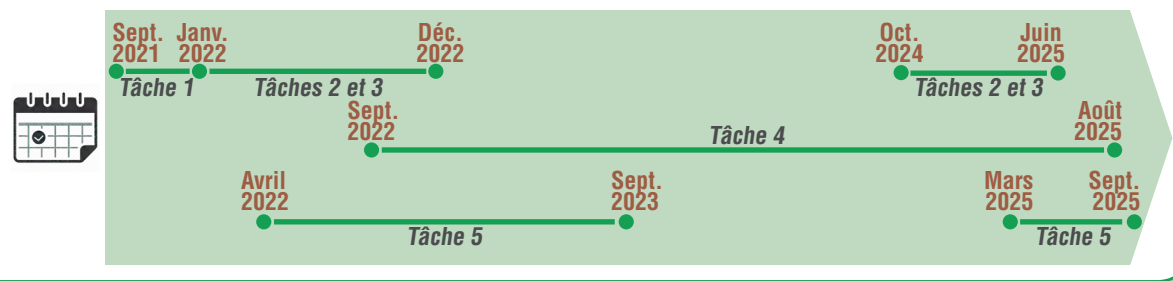 Sept. 2021
Janv. 2022
Déc. 2022
Oct. 2024
Juin 2025
Tâche 1
Tâches 2 et 3
Tâches 2 et 3
Sept. 2022
Août 2025
Tâche 4
Avril 2022
Sept. 2023
Mars 2025
Sept. 2025
Tâche 5
Tâche 5